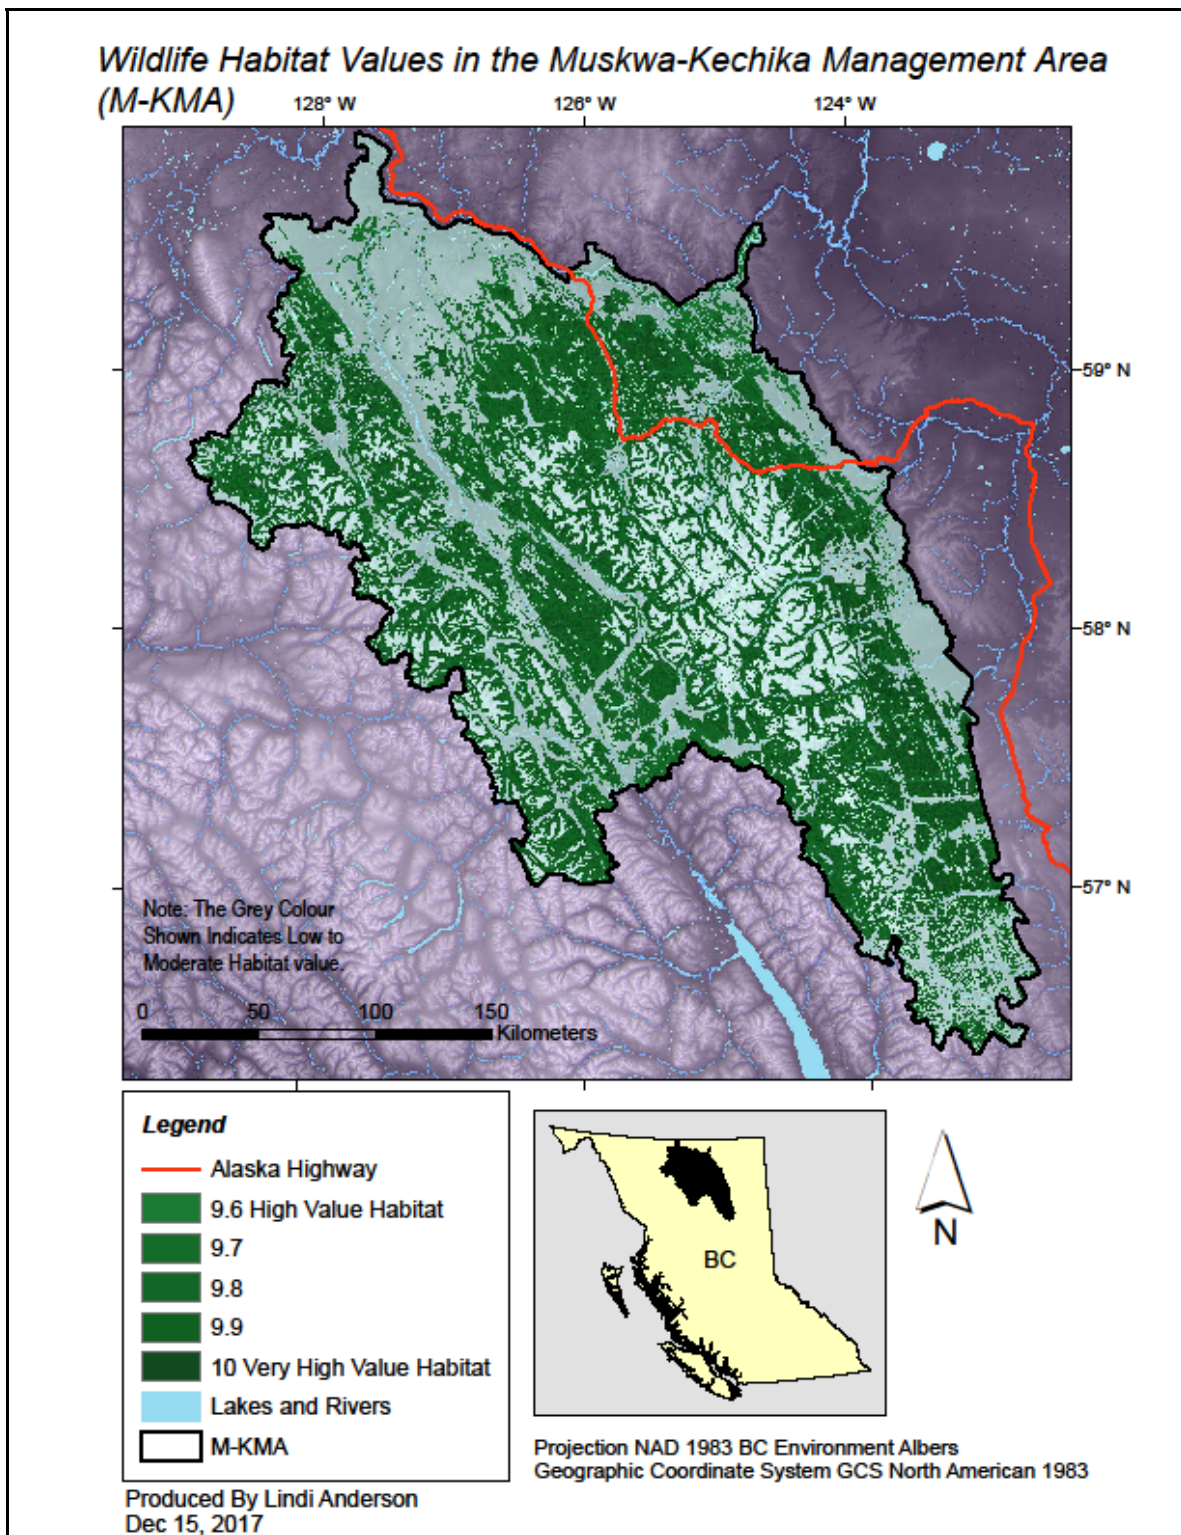 Wildlife Habitat Values in the Muskwa-Kechika Management Area
(M-KMA)
128° W
126° W
124° W
59° N
58° N
57° N
Note: The Grey Colour
Shown Indicates Low to
Moderate Habitat value.
0 50 100 150
Kilometers
Legend
Alaska Highway
9.6 High Value Habitat
9.7
9.8
9.9
10 Very High Value Habitat
Lakes and Rivers
M-KMA
BC
N
Projection NAD 1983 BC Environment Albers
Geographic Coordinate System GCS North American 1983
Produced By Lindi Anderson
Dec 15, 2017